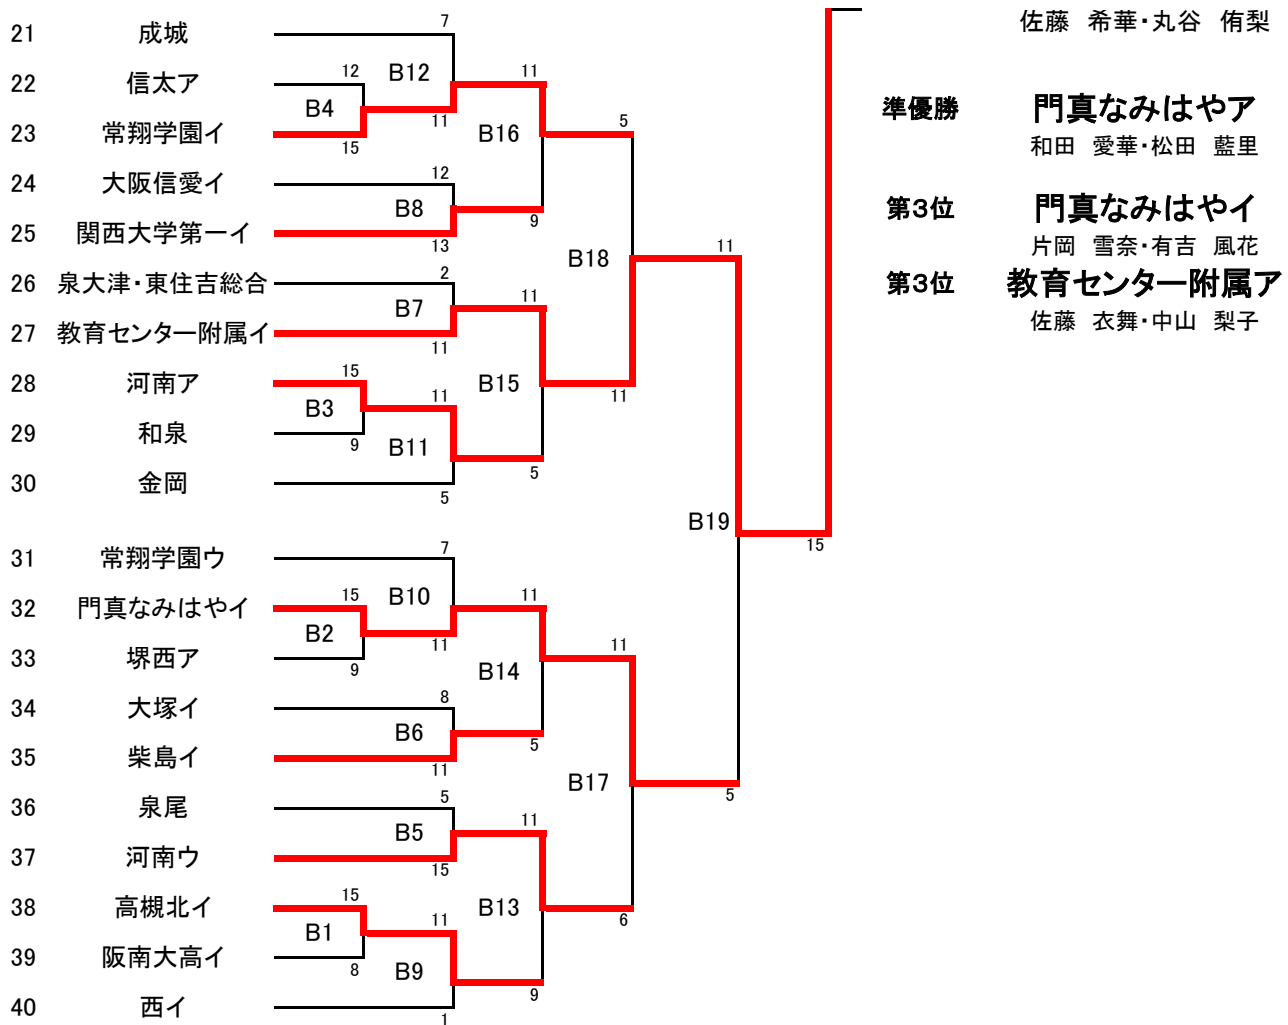 佐藤 希華・丸谷 侑梨
準優勝 門真なみはやア
和田 愛華・松田 藍里
第3位 門真なみはやイ
片岡 雪奈・有吉 風花
第3位 教育センター附属ア
佐藤 衣舞・中山 梨子
21 成城 7
22 信太ア 12 B4 B12 11
23 常翔学園イ 15 11 B16 5
24 大阪信愛イ 12
25 関西大学第一イ 13 B8 9 B18 11
26 泉大津・東住吉総合 2
27 教育センター附属イ 11 B7 11
28 河南ア 15 B3 11 B15 11
29 和泉 9 B11 5
30 金岡 5
B19 15
31 常翔学園ウ 7
32 門真なみはやイ 15 B2 B10 11
33 堺西ア 9 11 B14 11
34 大塚イ 8
35 柴島イ 11 B6 5 B17 5
36 泉尾 5
37 河南ウ 15 B5 11
38 高槻北イ 15 B1 11 B13 6
39 阪南大高イ 8 B9 9
40 西イ 1